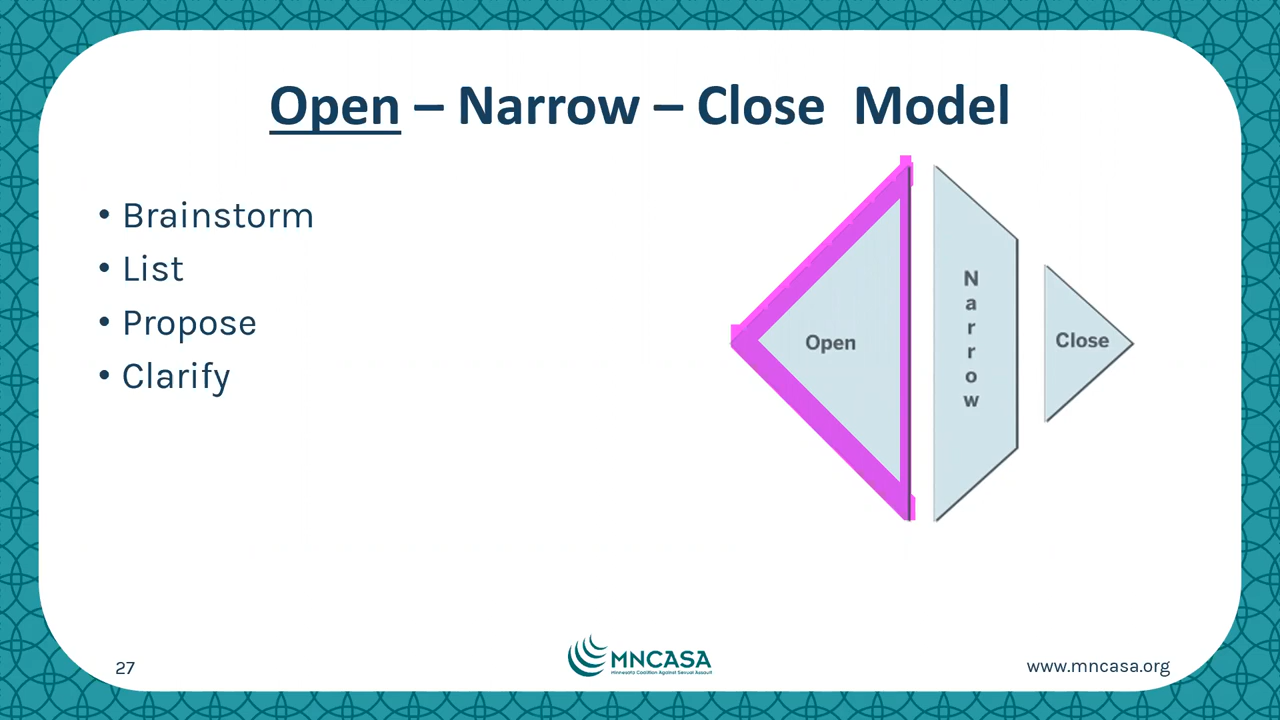 Open – Narrow – Close Model
• Brainstorm
• List
• Propose
• Clarify
Open
Narrow
Close
27
MNCASA
Minnesota Coalition Against Sexual Assault
www.mncasa.org